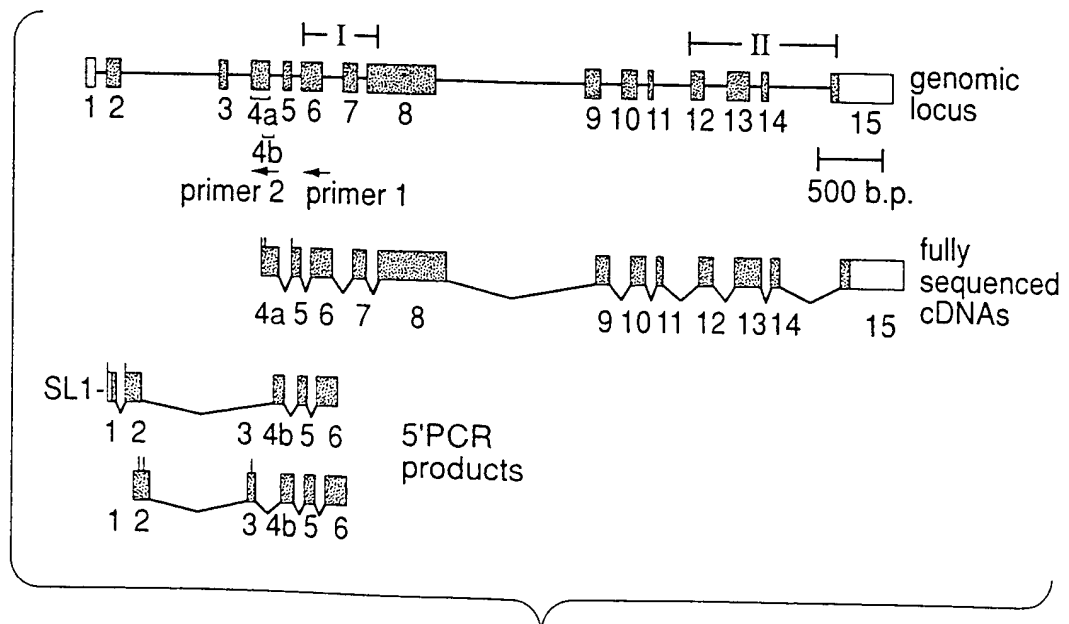 I II
genomic locus
1 2 3 4a 5 6 7 8 9 10 11 12 13 14 15
4b
primer 2 primer 1 500 b.p.
fully sequenced cDNAs
4a 5 6 7 8 9 10 11 12 13 14 15
SL1-
1 2 3 4b 5 6
5'PCR products
1 2 3 4b 5 6